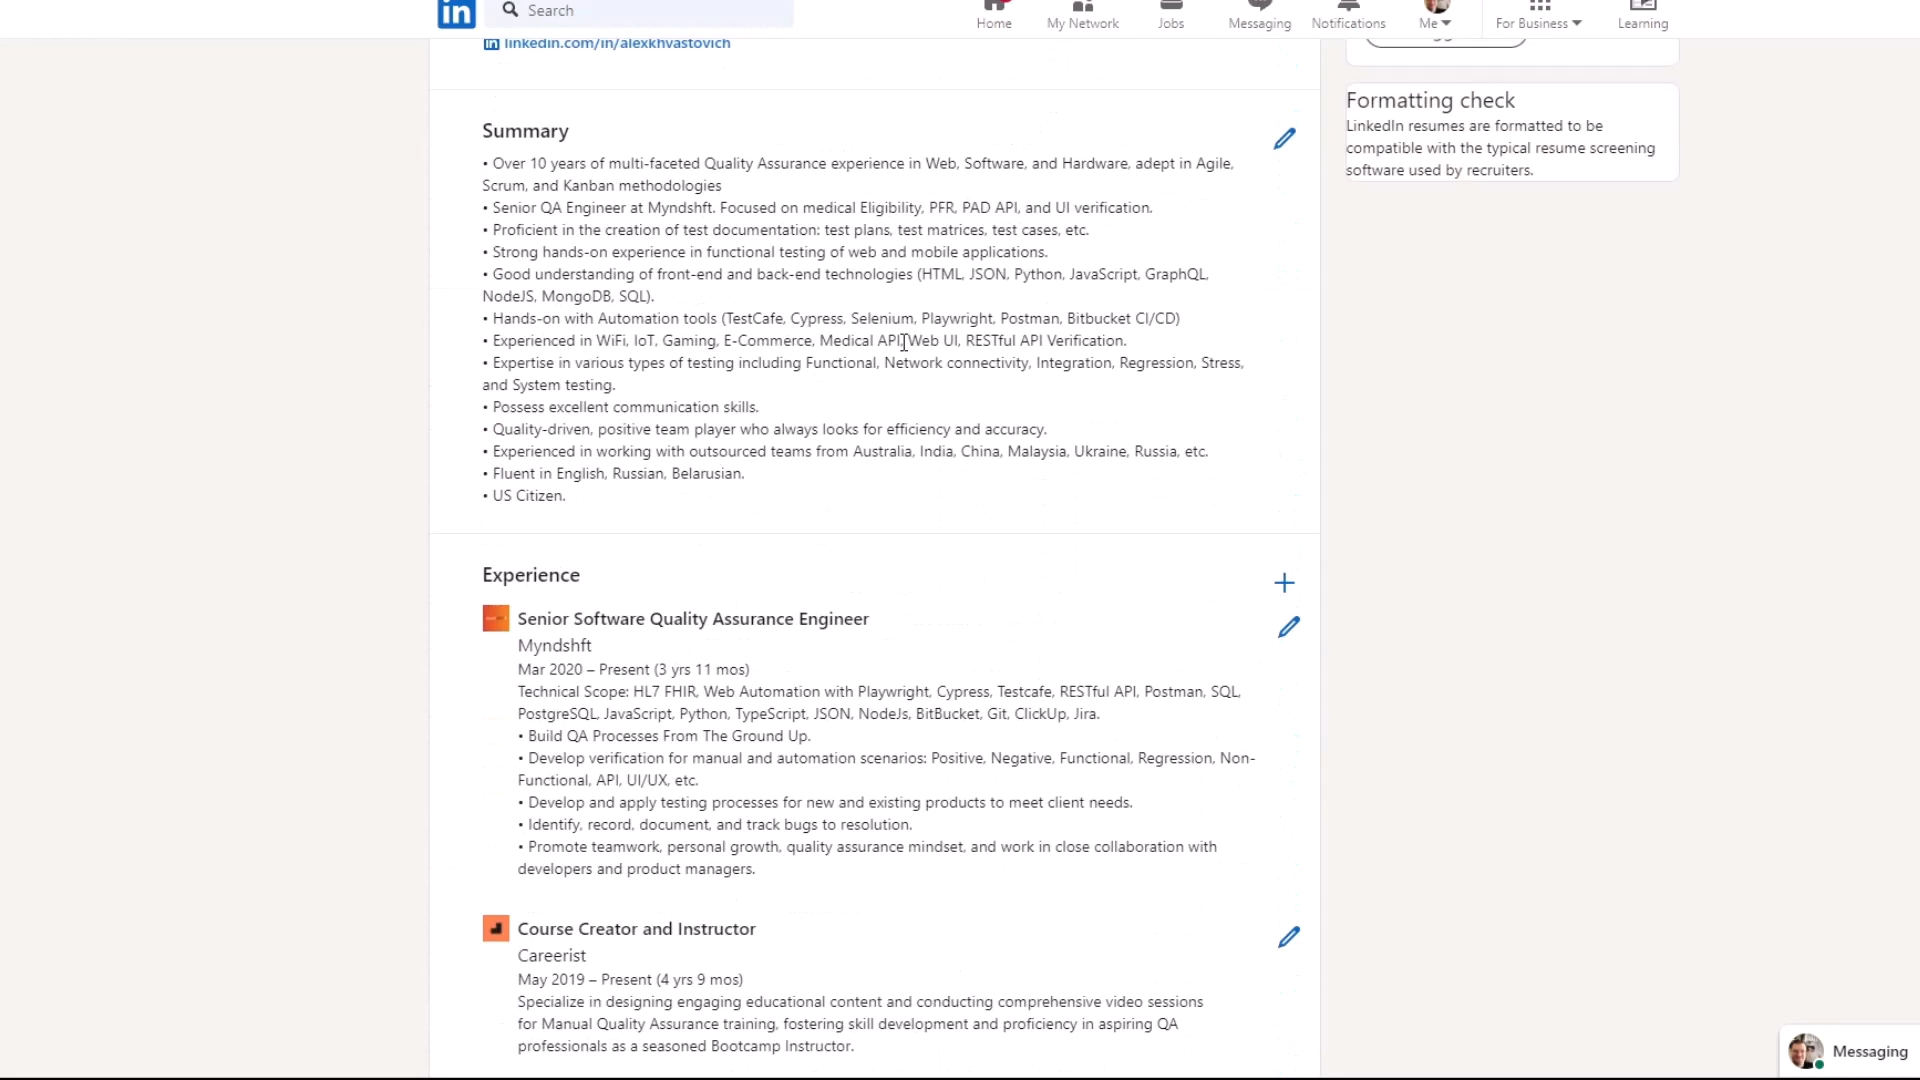 in
Search
Home
My Network
Jobs
Messaging
Notifications
Me
For Business
Learning
in linkedin.com/in/alexkhvastovich
Formatting check
LinkedIn resumes are formatted to be
compatible with the typical resume screening
software used by recruiters.
Summary
• Over 10 years of multi-faceted Quality Assurance experience in Web, Software, and Hardware, adept in Agile,
Scrum, and Kanban methodologies
• Senior QA Engineer at Myndshft. Focused on medical Eligibility, PFR, PAD API, and UI verification.
• Proficient in the creation of test documentation: test plans, test matrices, test cases, etc.
• Strong hands-on experience in functional testing of web and mobile applications.
• Good understanding of front-end and back-end technologies (HTML, JSON, Python, JavaScript, GraphQL,
NodeJS, MongoDB, SQL).
• Hands-on with Automation tools (TestCafe, Cypress, Selenium, Playwright, Postman, Bitbucket CI/CD)
• Experienced in WiFi, IoT, Gaming, E-Commerce, Medical API, Web UI, RESTful API Verification.
• Expertise in various types of testing including Functional, Network connectivity, Integration, Regression, Stress,
and System testing.
• Possess excellent communication skills.
• Quality-driven, positive team player who always looks for efficiency and accuracy.
• Experienced in working with outsourced teams from Australia, India, China, Malaysia, Ukraine, Russia, etc.
• Fluent in English, Russian, Belarusian.
• US Citizen.
Experience
Senior Software Quality Assurance Engineer
Myndshft
Mar 2020 – Present (3 yrs 11 mos)
Technical Scope: HL7 FHIR, Web Automation with Playwright, Cypress, Testcafe, RESTful API, Postman, SQL,
PostgreSQL, JavaScript, Python, TypeScript, JSON, NodeJs, BitBucket, Git, ClickUp, Jira.
• Build QA Processes From The Ground Up.
• Develop verification for manual and automation scenarios: Positive, Negative, Functional, Regression, Non-
Functional, API, UI/UX, etc.
• Develop and apply testing processes for new and existing products to meet client needs.
• Identify, record, document, and track bugs to resolution.
• Promote teamwork, personal growth, quality assurance mindset, and work in close collaboration with
developers and product managers.
Course Creator and Instructor
Careerist
May 2019 – Present (4 yrs 9 mos)
Specialize in designing engaging educational content and conducting comprehensive video sessions
for Manual Quality Assurance training, fostering skill development and proficiency in aspiring QA
professionals as a seasoned Bootcamp Instructor.
Messaging